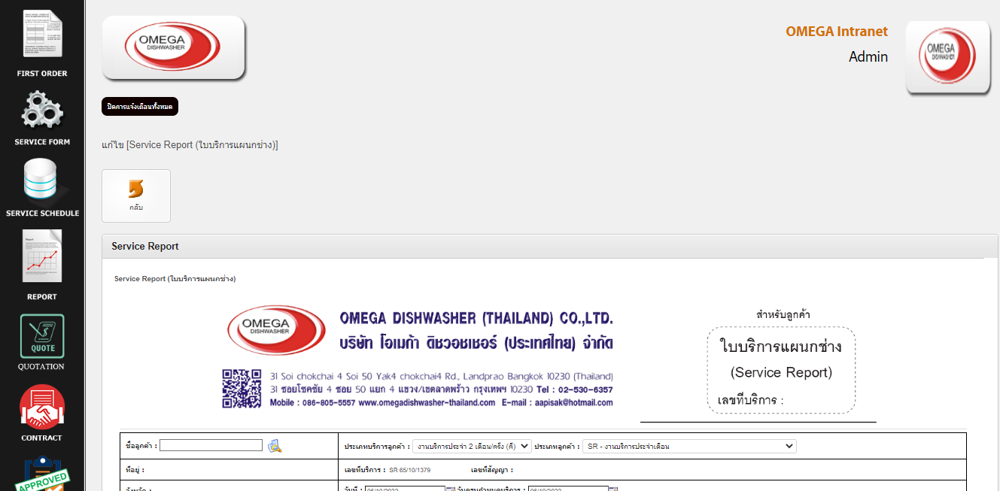 FIRST ORDER
SERVICE FORM
SERVICE SCHEDULE
Report
REPORT
QUOTE
QUOTATION
CONTRACT
APPROVED
OMEGA
DISHWASHER
OMEGA Intranet
Admin
OMEGA
DISHWASHER
ปิดการแจ้งเตือนทั้งหมด
แก้ไข [Service Report (ใบบริการแผนกช่าง)]
กลับ
Service Report
Service Report (ใบบริการแผนกช่าง)
OMEGA
DISHWASHER
OMEGA DISHWASHER (THAILAND) CO.,LTD.
บริษัท โอเมก้า ดิชวอชเชอร์ (ประเทศไทย) จำกัด
31 Soi chokchai 4 Soi 50 Yak4 chokchai4 Rd., Landprao Bangkok 10230 (Thailand)
31 ซอยโชคชัย 4 ซอย 50 แยก 4 แขวง/เขตลาดพร้าว กรุงเทพฯ 10230 Tel : 02-530-6357
Mobile : 086-805-5557 www.omegadishwasher-thailand.com E-mail : aapisak@hotmail.com
สำหรับลูกค้า
ใบบริการแผนกช่าง
(Service Report)
เลขที่บริการ :
ชื่อลูกค้า :
ประเภทบริการลูกค้า : งานบริการประจำ 2 เดือน/ครั้ง (คี่) ประเภทลูกค้า : SR - งานบริการประจำเดือน
ที่อยู่ :
เลขที่บริการ : SR 65/10/1379 เลขที่สัญญา :
จังหวัด :
วันที่ : 06/10/2022 วันครบกำหนดบริการ : 06/10/2022